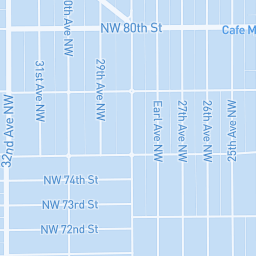 NW 80th St
Cafe M
0th Ave NW
31st Ave NW
29th Ave NW
32nd Ave NW
Earl Ave NW
27th Ave NW
26th Ave NW
25th Ave NW
NW 74th St
NW 73rd St
NW 72nd St